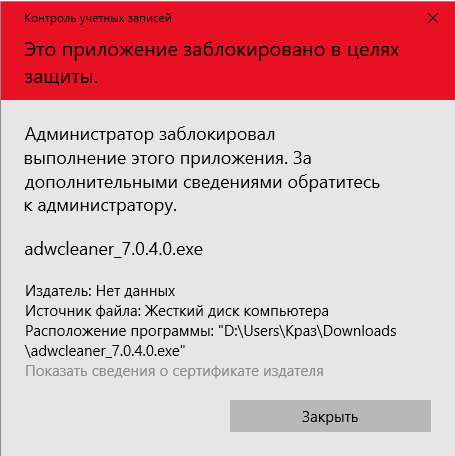 Контроль учетных записей
Это приложение заблокировано в целях
защиты.
Администратор заблокировал
выполнение этого приложения. За
дополнительными сведениями обратитесь
к администратору.
adwcleaner_7.0.4.0.exe
Издатель: Нет данных
Источник файла: Жесткий диск компьютера
Расположение программы: "D:\Users\Краз\Downloads
\adwcleaner_7.0.4.0.exe"
Показать сведения о сертификате издателя
Закрыть